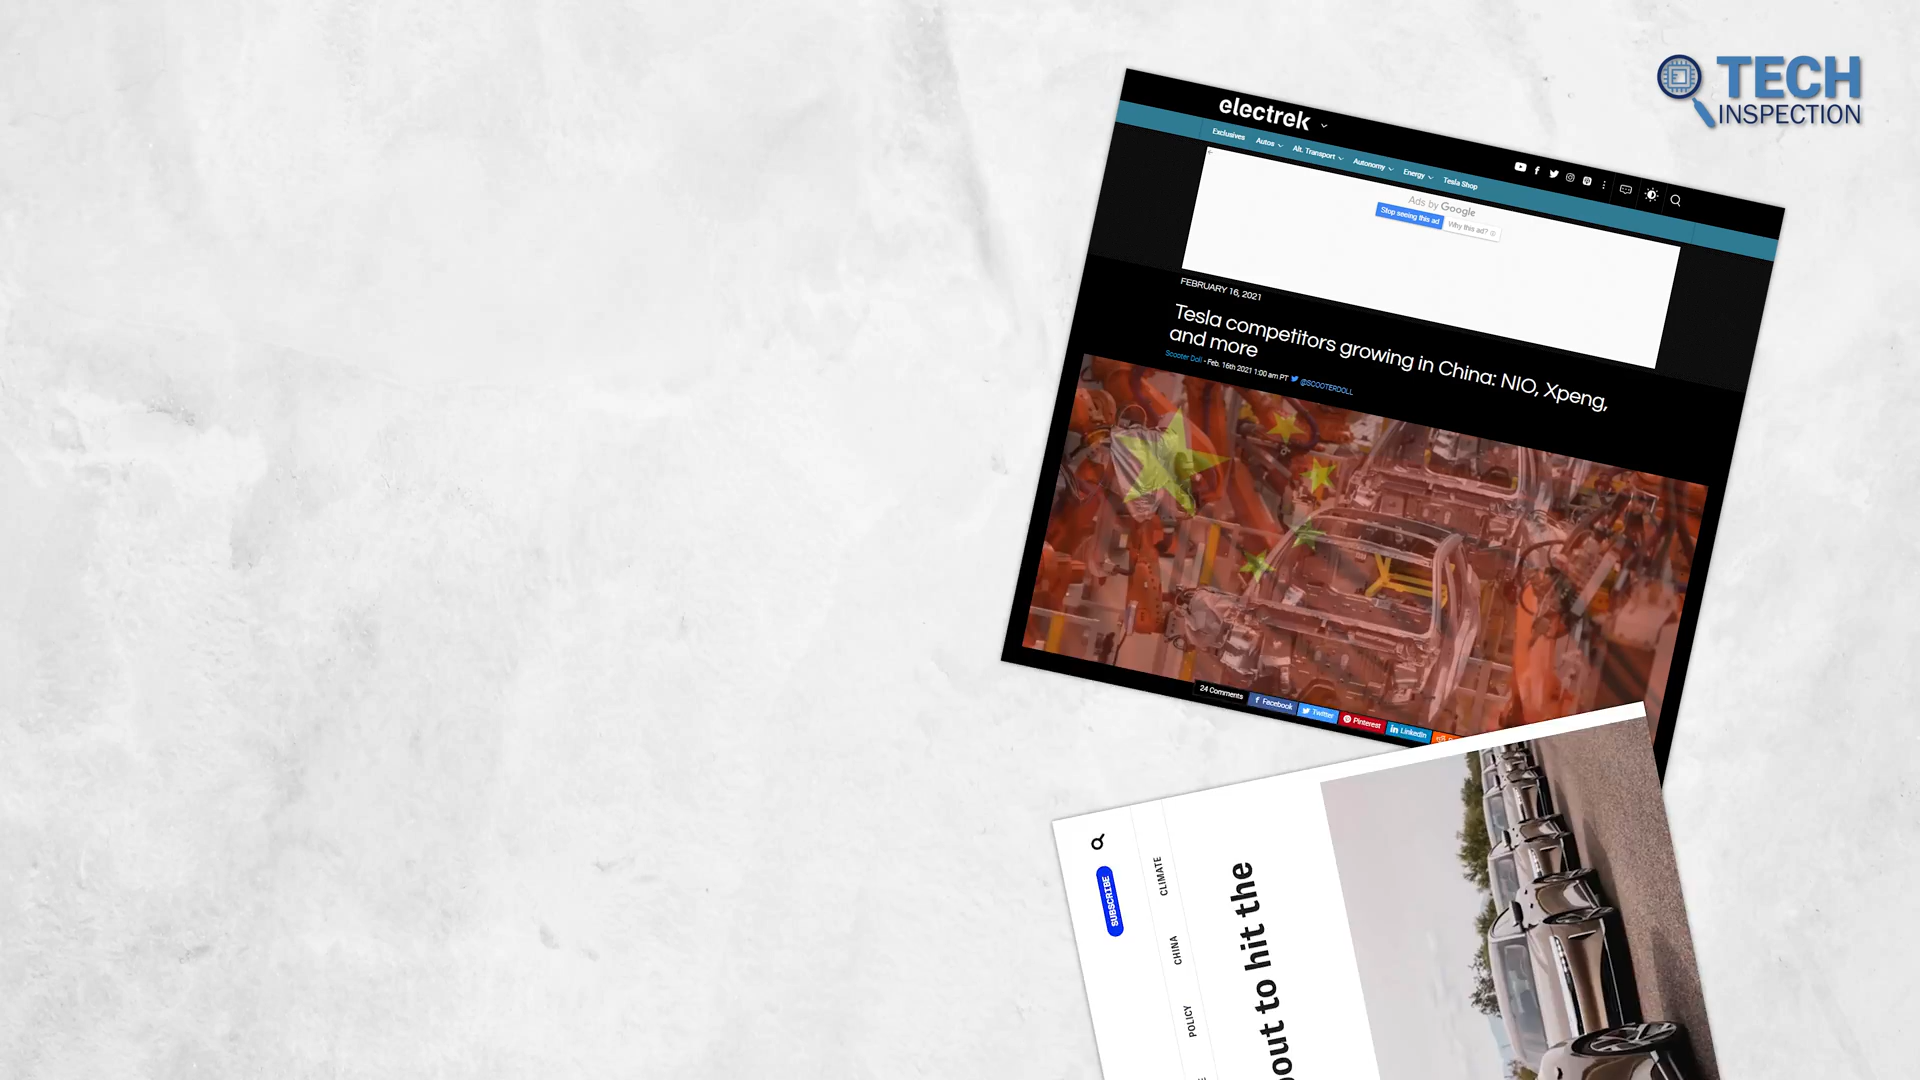 TECH
INSPECTION
electrek
Exclusives Autos Alt. Transport Autonomy Energy Tesla Shop
Ads by Google
Stop seeing this ad Why this ad?
FEBRUARY 16, 2021
Tesla competitors growing in China: NIO, Xpeng,
and more
Scooter Doll - Feb. 16th 2021 1:00 am PT @SCOOTERDOLL
24 Comments Facebook Twitter Pinterest LinkedIn
SUBSCRIBE
CLIMATE CHINA POLICY
out to hit the